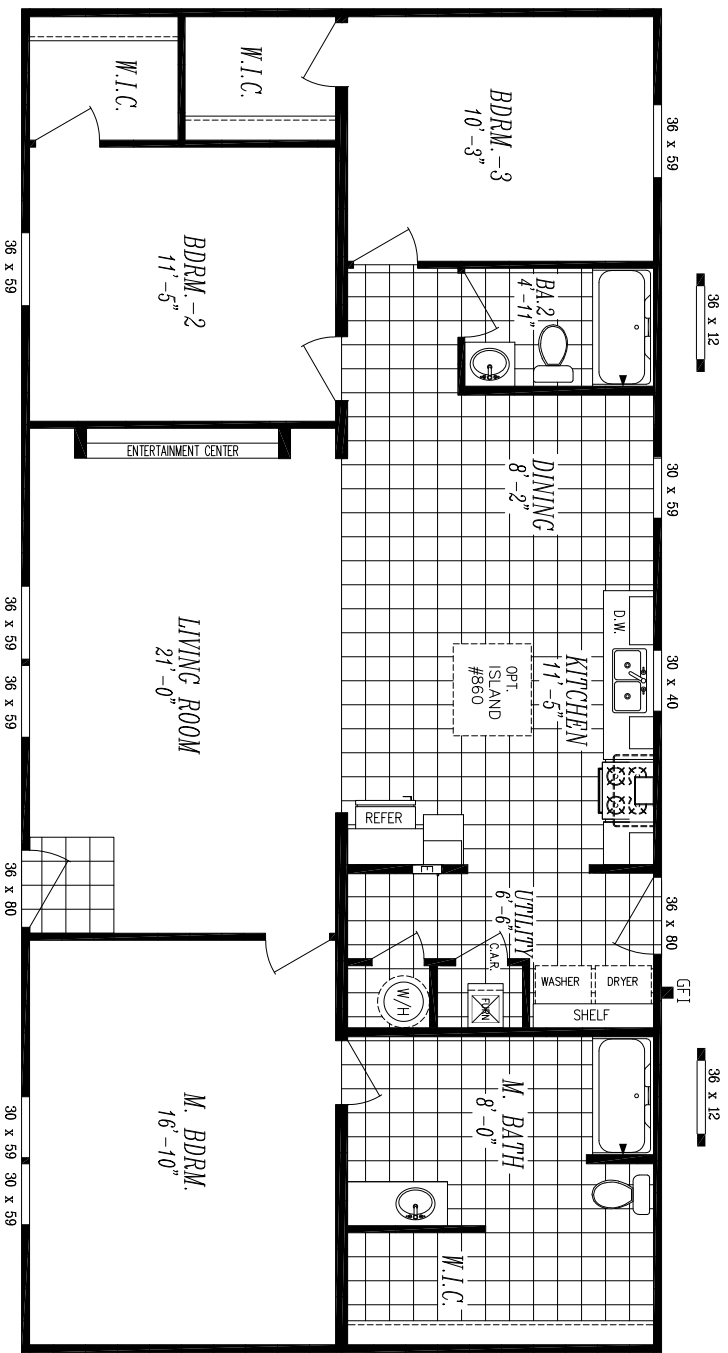 36 x 59
36 x 12
30 x 59
30 x 40
36 x 80
GFI
36 x 12
BDRM.-3
10'-3"
BA.2
4'-11"
DINING
8'-2"
KITCHEN
11'-5"
D.W.
OPT.
ISLAND
#860
REFER
E
UTILITY
6'-6"
C.A.R.
WASHER
DRYER
SHELF
W/H
FURN
M. BATH
8'-0"
W.I.C.
W.I.C.
W.I.C.
BDRM.-2
11'-5"
ENTERTAINMENT CENTER
LIVING ROOM
21'-0"
M. BDRM.
16'-10"
36 x 59
36 x 59
36 x 59
36 x 80
30 x 59
30 x 59